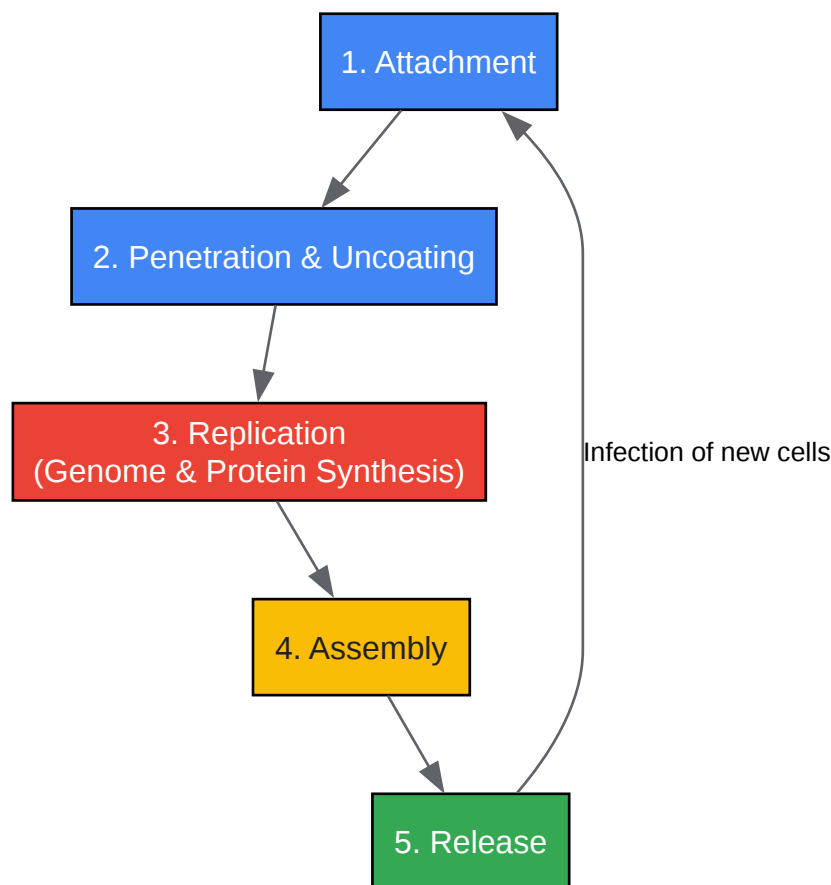 1. Attachment
2. Penetration & Uncoating
3. Replication
(Genome & Protein Synthesis)
Infection of new cells
4. Assembly
5. Release